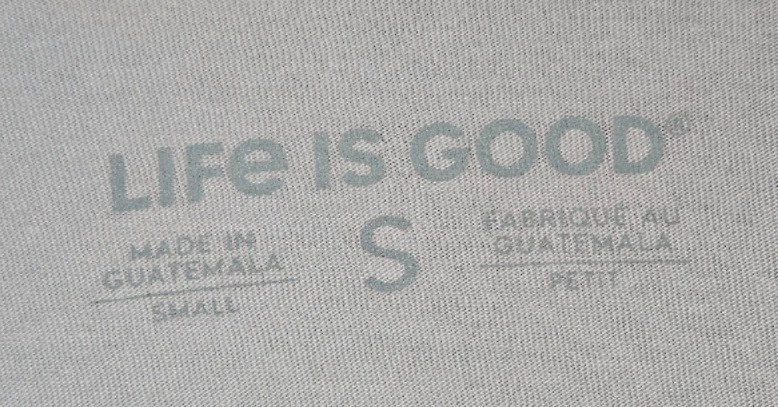 LIFe IS GOOD®
MADE IN
GUATEMALA
SMALL
S
FABRIQUÉ AU
GUATEMALA
PETIT